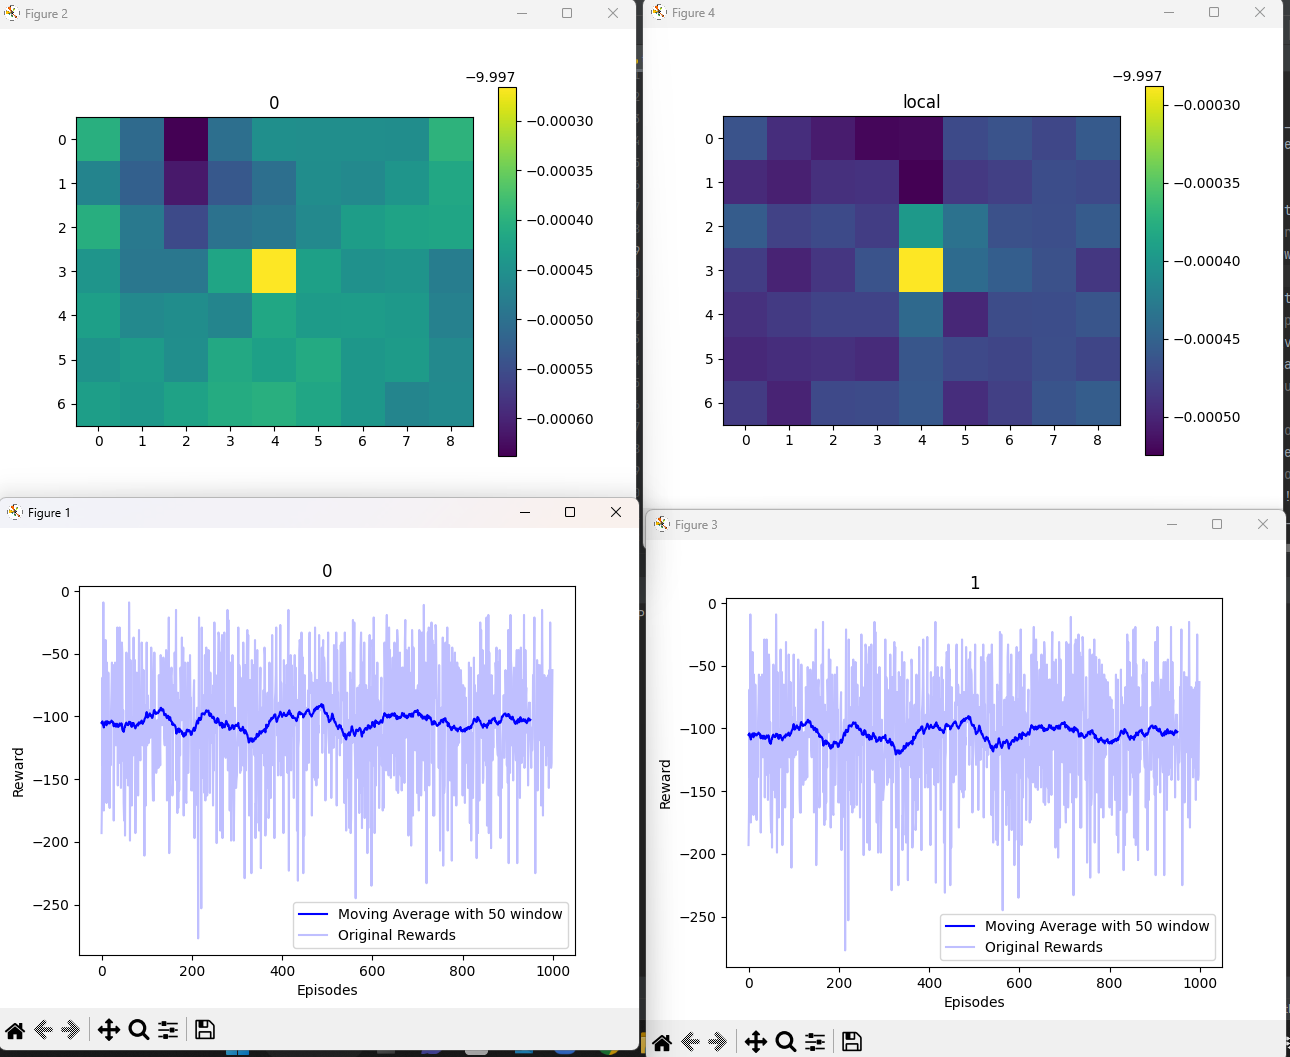 Figure 2
−9.997
0
0
1
2
3
4
5
6
0 1 2 3 4 5 6 7 8
−0.00030
−0.00035
−0.00040
−0.00045
−0.00050
−0.00055
−0.00060
Figure 4
−9.997
local
0
1
2
3
4
5
6
0 1 2 3 4 5 6 7 8
−0.00030
−0.00035
−0.00040
−0.00045
−0.00050
Figure 1
0
Reward
0
−50
−100
−150
−200
−250
Moving Average with 50 window
Original Rewards
0 200 400 600 800 1000
Episodes
Figure 3
1
Reward
0
−50
−100
−150
−200
−250
Moving Average with 50 window
Original Rewards
0 200 400 600 800 1000
Episodes